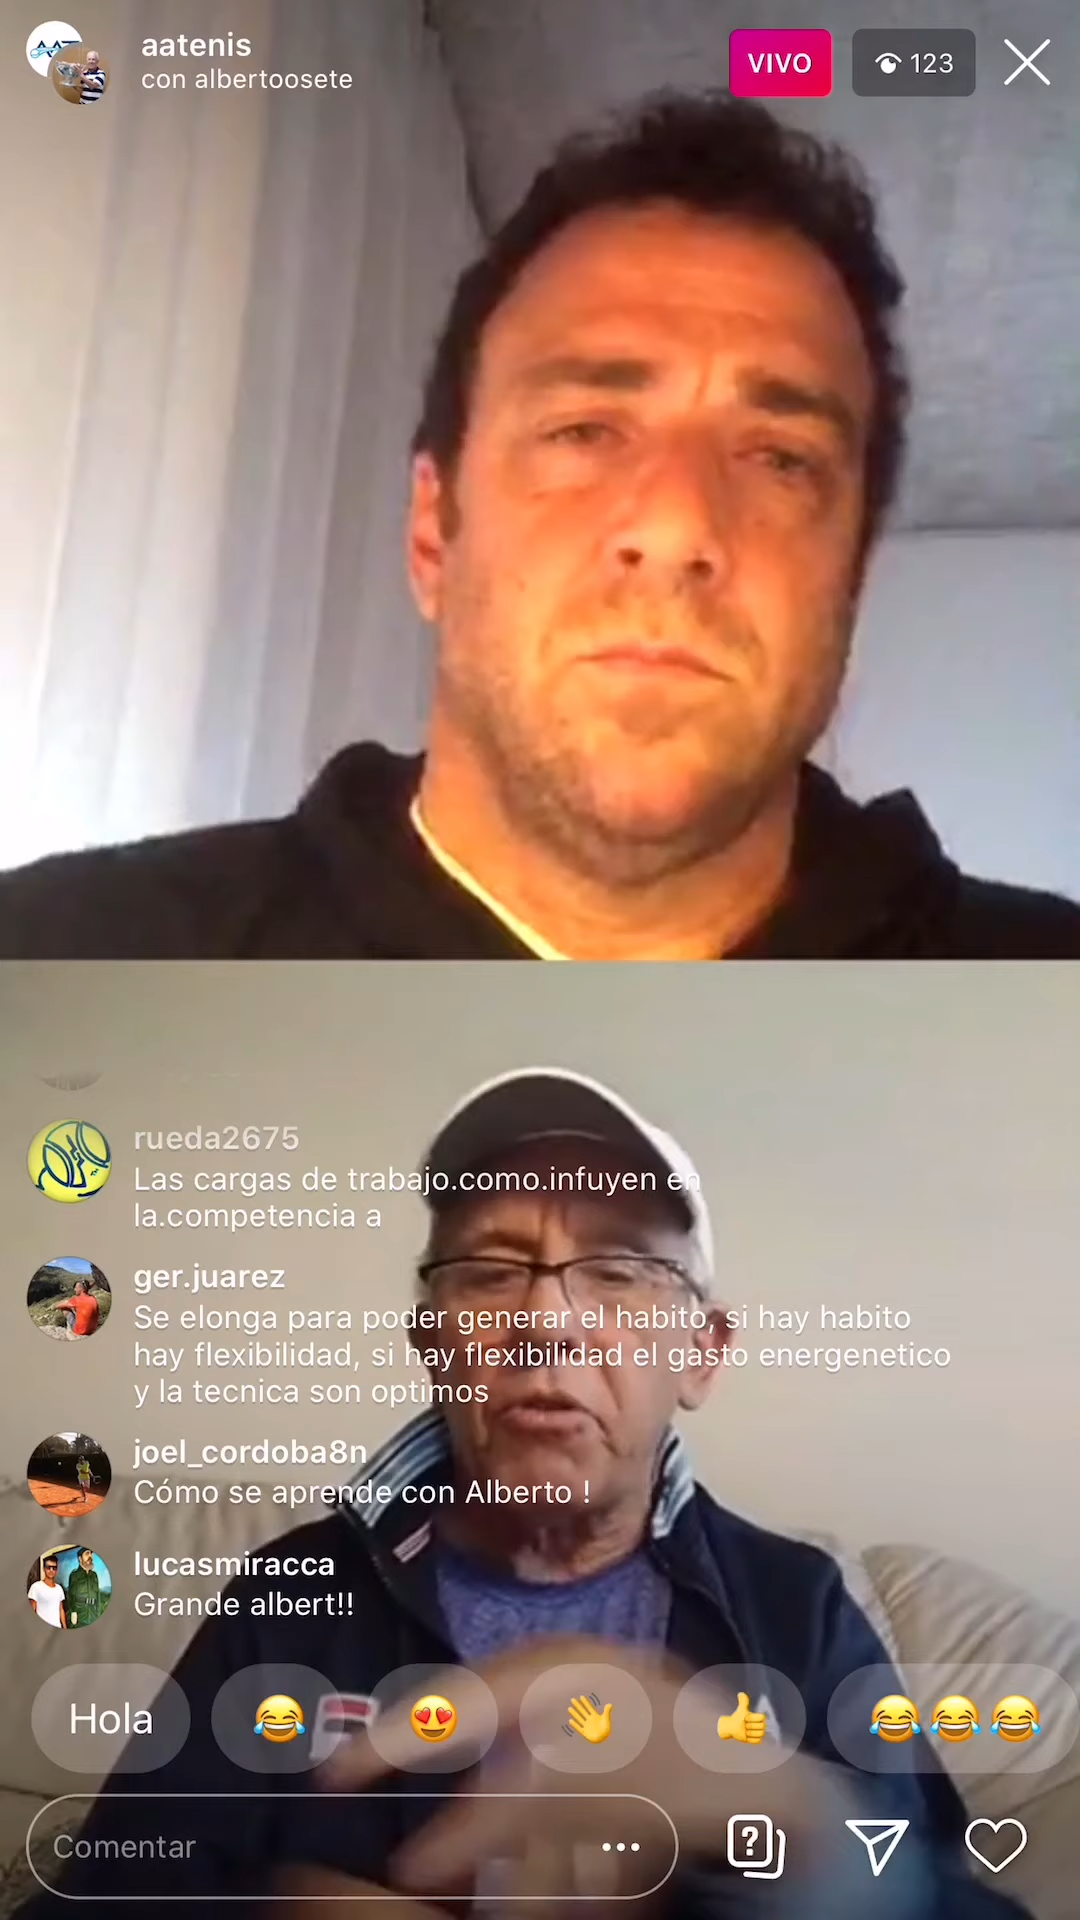 aatenis
con albertoosete
VIVO
123
rueda2675
Las cargas de trabajo.como.infuyen en
la.competencia a
ger.juarez
Se elonga para poder generar el habito, si hay habito
hay flexibilidad, si hay flexibilidad el gasto energenetico
y la tecnica son optimos
joel_cordoba8n
Cómo se aprende con Alberto !
lucasmiracca
Grande albert!!
Hola
Comentar